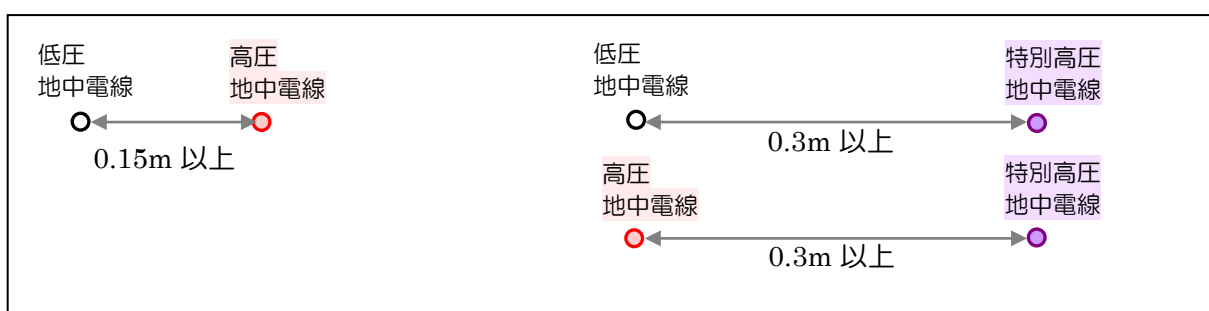 低圧
地中電線
高圧
地中電線
0.15m 以上
低圧
地中電線
特別高圧
地中電線
0.3m 以上
高圧
地中電線
特別高圧
地中電線
0.3m 以上